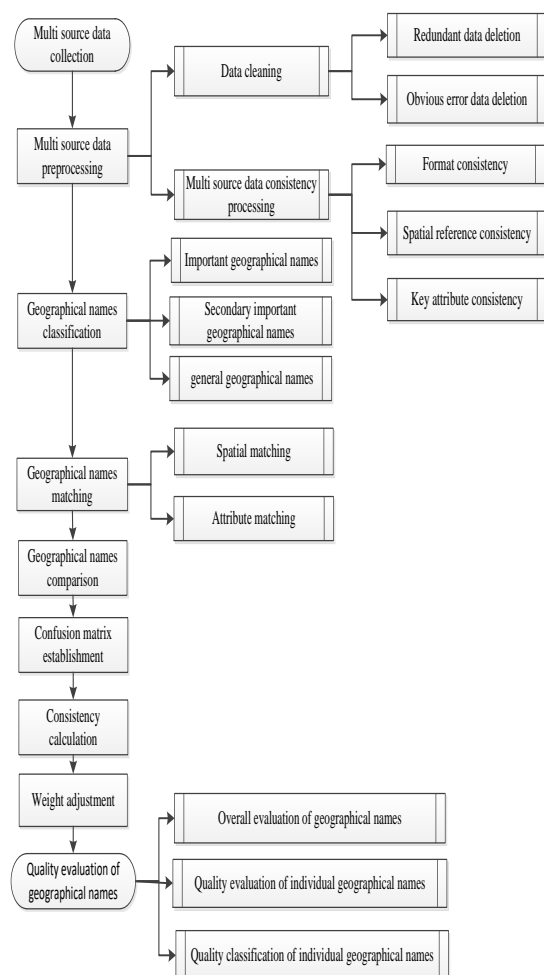 Multi source data
collection
Redundant data deletion
Data cleaning
Obvious error data deletion
Multi source data
preprocessing
Format consistency
Multi source data consistency
processing
Spatial reference consistency
Important geographical names
Key attribute consistency
Geographical names
classification
Secondary important
geographical names
general geographical names
Spatial matching
Geographical names
matching
Attribute matching
Geographical names
comparison
Confusion matrix
establishment
Consistency
calculation
Weight adjustment
Overall evaluation of geographical names
Quality evaluation of
geographical names
Quality evaluation of individual geographical names
Quality classification of individual geographical names